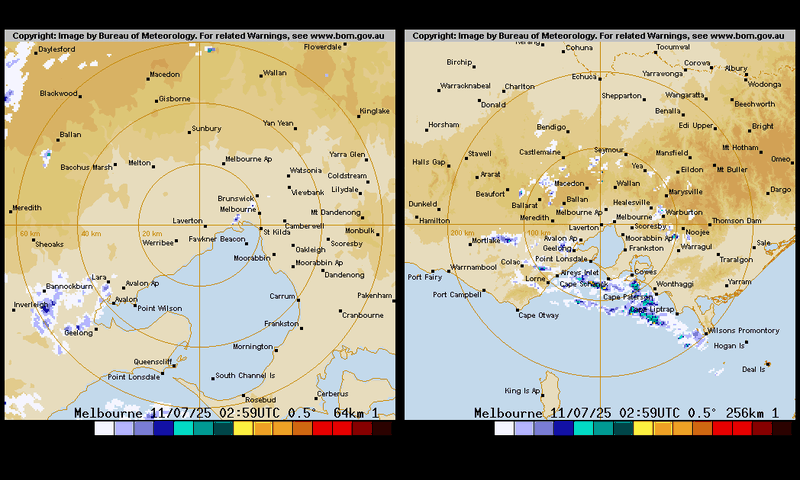 Copyright: Image by Bureau of Meteorology. For related Warnings, see www.bom.gov.au
Daylesford
Flowerdale
Macedon
Wallan
Blackwood
Gisborne
Kinglake
Yan Yean
Sunbury
Ballan
Yarra Glen
Bacchus Marsh
Melton
Melbourne Ap
Watsonia
Coldstream
Viewbank
Lilydale
Brunswick
Meredith
Melbourne
Mt Dandenong
Laverton
Camberwell
60 km
40 km
20 km
St Kilda
Monbulk
Sheoaks
Werribee
Fawkner Beacon
Scoresby
Oakleigh
Moorabbin
Moorabbin Ap
Dandenong
Lara
Avalon Ap
Bannockburn
Inverleigh
Avalon
Point Wilson
Carrum
Pakenham
Cranbourne
Geelong
Frankston
Mornington
Queenscliff
Point Lonsdale
South Channel Is
Rosebud
Cerberus
Melbourne 11/07/25 02:59UTC 0.5° 64km 1
Copyright: Image by Bureau of Meteorology. For related Warnings, see www.bom.gov.au
Cohuna
Tocumwal
Birchip
Corowa
Albury
Echuca
Yarrawonga
Warracknabeal
Charlton
Wodonga
Shepparton
Wangaratta
Donald
Beechworth
Benalla
Horsham
Bendigo
Edi Upper
Bright
Stawell
Castlemaine
Seymour
Mansfield
Mt Hotham
Halls Gap
Yea
Omeo
Ararat
Eildon
Mt Buller
Macedon
Wallan
Beaufort
Marysville
Dargo
Dunkeld
Ballarat
Ballan
Healesville
Hamilton
Meredith
Melbourne Ap
Melbourne
Warburton
Thomson Dam
200 km
100 km
Laverton
Scoresby
Noojee
Mortlake
Avalon Ap
Moorabbin Ap
Geelong
Frankston
Warragul
Sale
Colac
Point Lonsdale
Traralgon
Port Fairy
Warrnambool
Aireys Inlet
Cowes
Lorne
Cape Schanck
Wonthaggi
Yarram
Port Campbell
Cape Paterson
Cape Otway
Cape Liptrap
Wilsons Promontory
Hogan Is
Deal Is
King Is Ap
Melbourne 11/07/25 02:59UTC 0.5° 256km 1